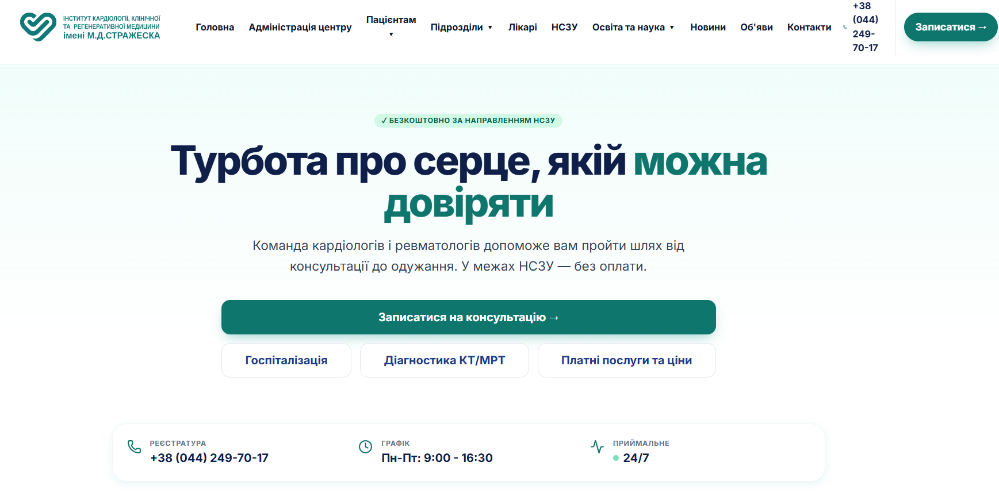 ІНСТИТУТ КАРДІОЛОГІЇ, КЛІНІЧНОЇ
ТА РЕГЕНЕРАТИВНОЇ МЕДИЦИНИ
імені М.Д.СТРАЖЕСКА
Головна
Адміністрація центру
Пацієнтам ▼
Підрозділи ▼
Лікарі
НСЗУ
Освіта та наука ▼
Новини
Об'яви
Контакти
+38
(044)
249-
70-17
Записатися →
✓ БЕЗКОШТОВНО ЗА НАПРАВЛЕННЯМ НСЗУ
Турбота про серце, якій можна
довіряти
Команда кардіологів і ревматологів допоможе вам пройти шлях від
консультації до одужання. У межах НСЗУ — без оплати.
Записатися на консультацію →
Госпіталізація
Діагностика КТ/МРТ
Платні послуги та ціни
РЕЄСТРАТУРА
+38 (044) 249-70-17
ГРАФІК
Пн-Пт: 9:00 - 16:30
ПРИЙМАЛЬНЕ
24/7